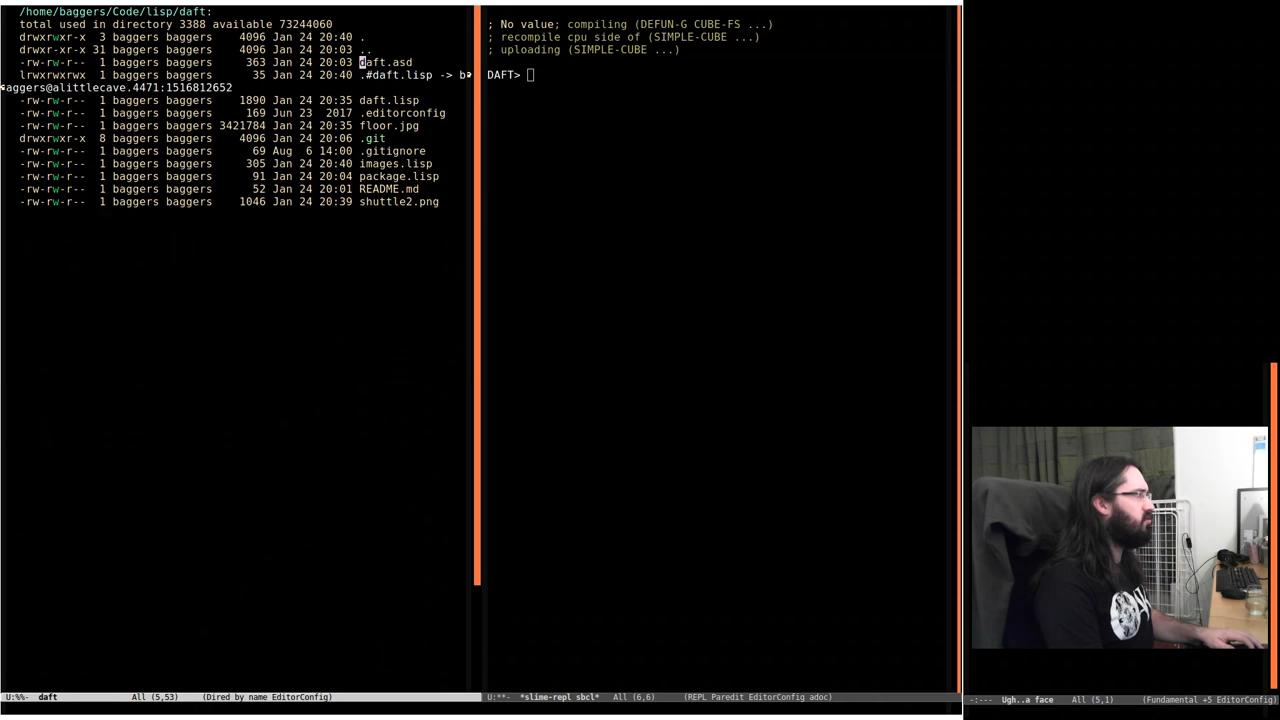 /home/baggers/Code/lisp/daft:
total used in directory 3388 available 73244060
drwxrwxr-x  3 baggers baggers    4096 Jan 24 20:40 .
drwxr-xr-x 31 baggers baggers    4096 Jan 24 20:03 ..
-rw-rw-r--  1 baggers baggers     363 Jan 24 20:03 daft.asd
lrwxrwxrwx  1 baggers baggers      35 Jan 24 20:40 .#daft.lisp -> b
aggers@alittlecave.4471:1516812652
-rw-rw-r--  1 baggers baggers    1890 Jan 24 20:35 daft.lisp
-rw-rw-r--  1 baggers baggers     169 Jun 23  2017 .editorconfig
-rw-rw-r--  1 baggers baggers 3421784 Jan 24 20:35 floor.jpg
drwxrwxr-x  8 baggers baggers    4096 Jan 24 20:06 .git
-rw-rw-r--  1 baggers baggers      69 Aug  6 14:00 .gitignore
-rw-rw-r--  1 baggers baggers     305 Jan 24 20:40 images.lisp
-rw-rw-r--  1 baggers baggers      91 Jan 24 20:04 package.lisp
-rw-rw-r--  1 baggers baggers      52 Jan 24 20:01 README.md
-rw-rw-r--  1 baggers baggers    1046 Jan 24 20:39 shuttle2.png
U:%%-  daft    All (5,53)    (Dired by name EditorConfig)
; No value; compiling (DEFUN-G CUBE-FS ...)
; recompile cpu side of (SIMPLE-CUBE ...)
; uploading (SIMPLE-CUBE ...)
DAFT>
U:**-  *slime-repl sbcl*   All (6,6)    (REPL Paredit EditorConfig adoc)
-:---  Ugh..a face    All (5,1)    (Fundamental +5 EditorConfig)